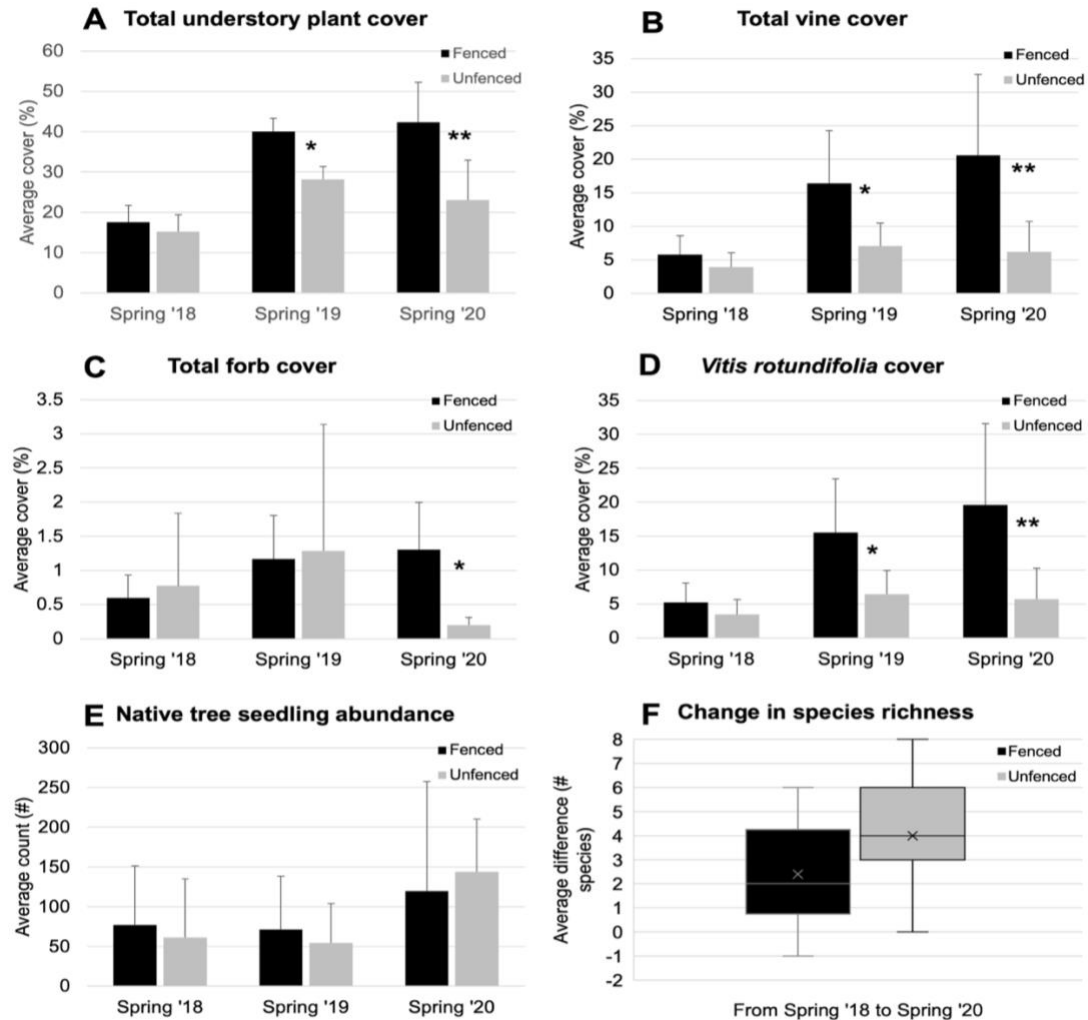 A Total understory plant cover
60
50
40
30
20
10
0
Average cover (%)
Fenced
Unfenced
*
**
Spring '18 Spring '19 Spring '20
B Total vine cover
35
30
25
20
15
10
5
0
Average cover (%)
Fenced
Unfenced
*
**
Spring '18 Spring '19 Spring '20
C Total forb cover
3.5
3
2.5
2
1.5
1
0.5
0
Average cover (%)
Fenced
Unfenced
*
Spring '18 Spring '19 Spring '20
D Vitis rotundifolia cover
35
30
25
20
15
10
5
0
Average cover (%)
Fenced
Unfenced
*
**
Spring '18 Spring '19 Spring '20
E Native tree seedling abundance
300
250
200
150
100
50
0
Average count (#)
Fenced
Unfenced
Spring '18 Spring '19 Spring '20
F Change in species richness
8
7
6
5
4
3
2
1
0
-1
-2
Average difference (#
species)
Fenced
Unfenced
From Spring '18 to Spring '20